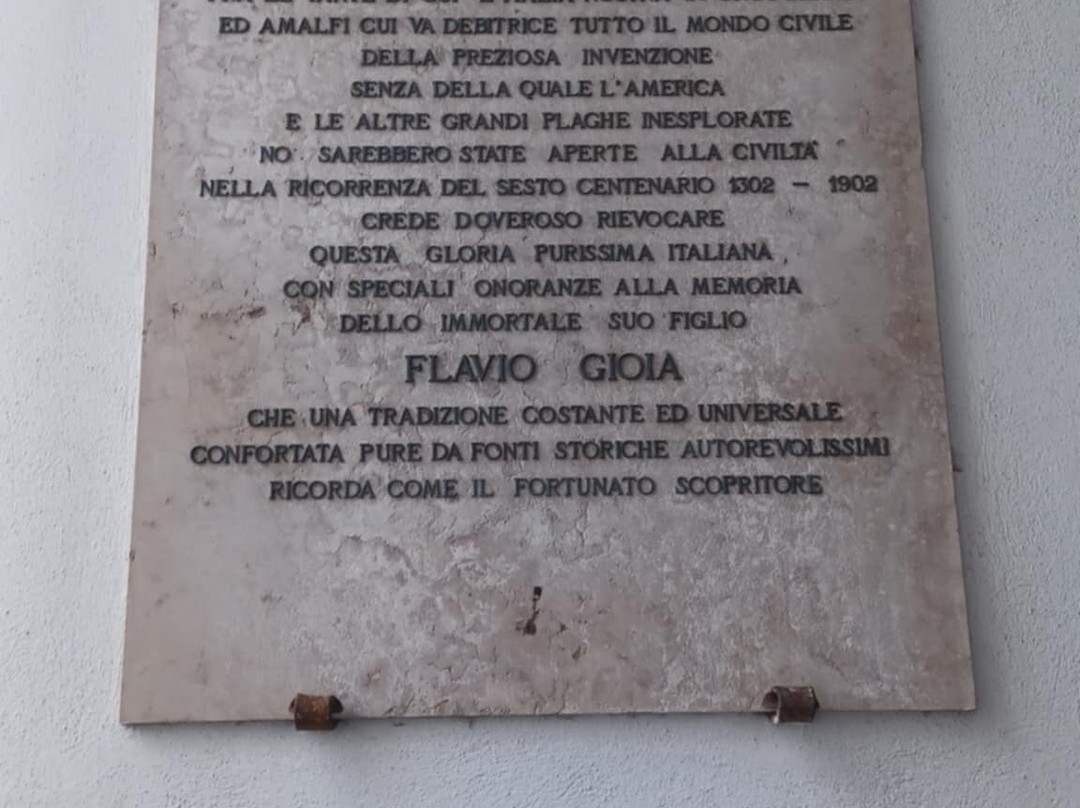 ED AMALFI CUI VA DEBITRICE TUTTO IL MONDO CIVILE
DELLA PREZIOSA INVENZIONE
SENZA DELLA QUALE L'AMERICA
E LE ALTRE GRANDI PLAGHE INESPLORATE
NO SAREBBERO STATE APERTE ALLA CIVILTÀ
NELLA RICORRENZA DEL SESTO CENTENARIO 1302 – 1902
CREDE DOVEROSO RIEVOCARE
QUESTA GLORIA PURISSIMA ITALIANA,
CON SPECIALI ONORANZE ALLA MEMORIA
DELLO IMMORTALE SUO FIGLIO
FLAVIO GIOIA
CHE UNA TRADIZIONE COSTANTE ED UNIVERSALE
CONFORTATA PURE DA FONTI STORICHE AUTOREVOLISSIMI
RICORDA COME IL FORTUNATO SCOPRITORE